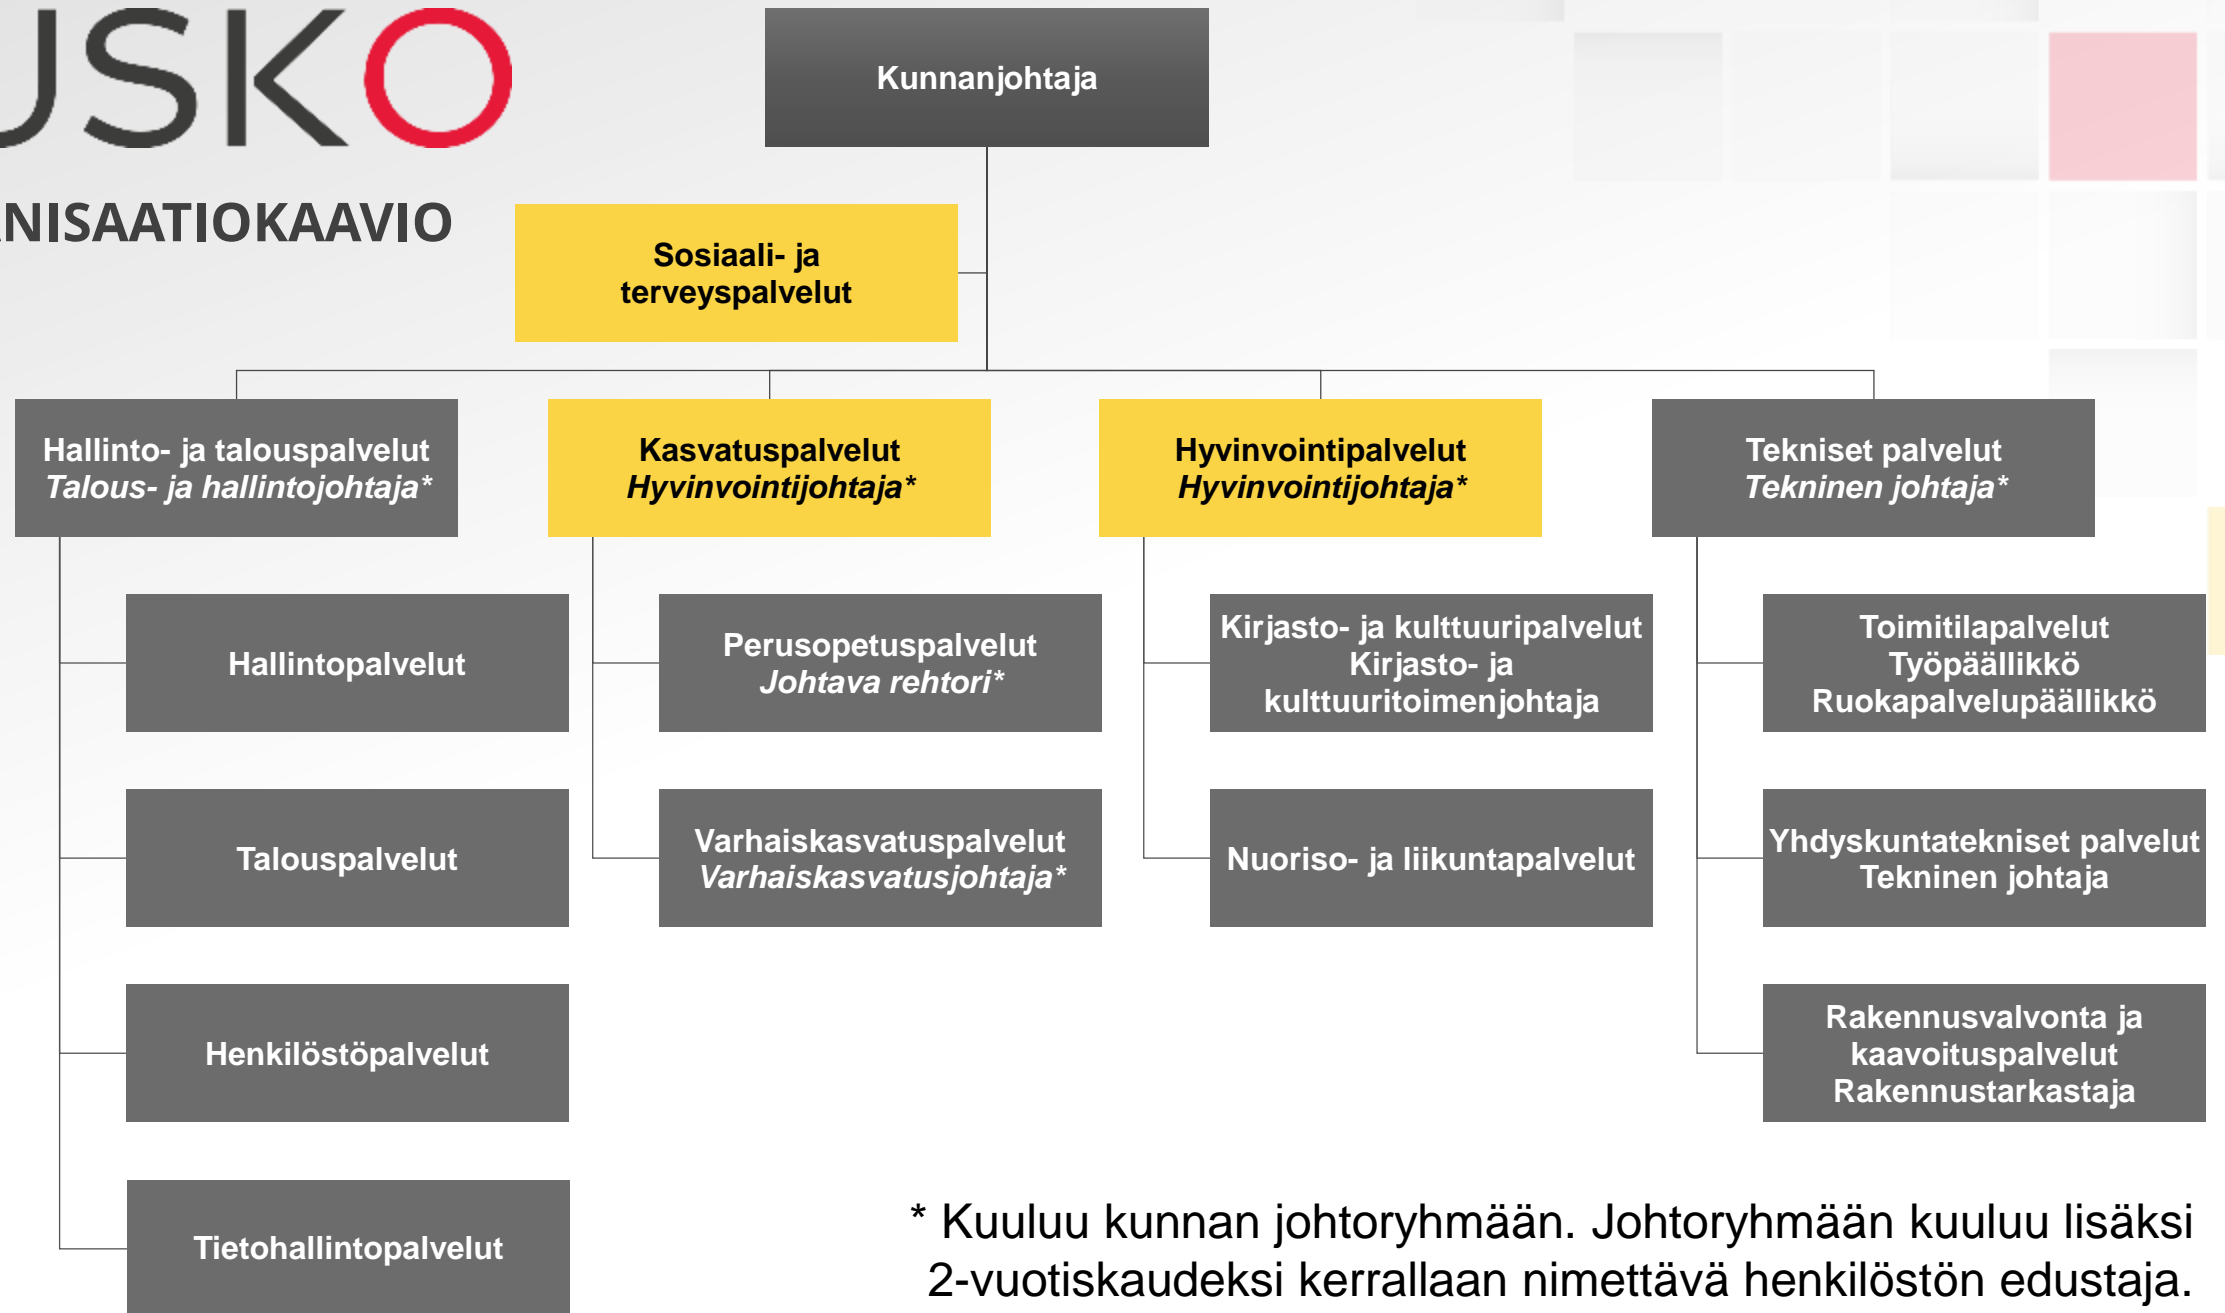 USKO
NISAATIOKAAVIO
Kunnanjohtaja
Sosiaali- ja
terveyspalvelut
Hallinto- ja talouspalvelut
Talous- ja hallintojohtaja*
Kasvatuspalvelut
Hyvinvointijohtaja*
Hyvinvointipalvelut
Hyvinvointijohtaja*
Tekniset palvelut
Tekninen johtaja*
Hallintopalvelut
Talouspalvelut
Henkilöstöpalvelut
Tietohallintopalvelut
Perusopetuspalvelut
Johtava rehtori*
Varhaiskasvatuspalvelut
Varhaiskasvatusjohtaja*
Kirjasto- ja kulttuuripalvelut
Kirjasto- ja
kulttuuritoimenjohtaja
Nuoriso- ja liikuntapalvelut
Toimitilapalvelut
Työpäällikkö
Ruokapalvelupäällikkö
Yhdyskuntatekniset palvelut
Tekninen johtaja
Rakennusvalvonta ja
kaavoituspalvelut
Rakennustarkastaja
* Kuuluu kunnan johtoryhmään. Johtoryhmään kuuluu lisäksi
2-vuotiskaudeksi kerrallaan nimettävä henkilöstön edustaja.